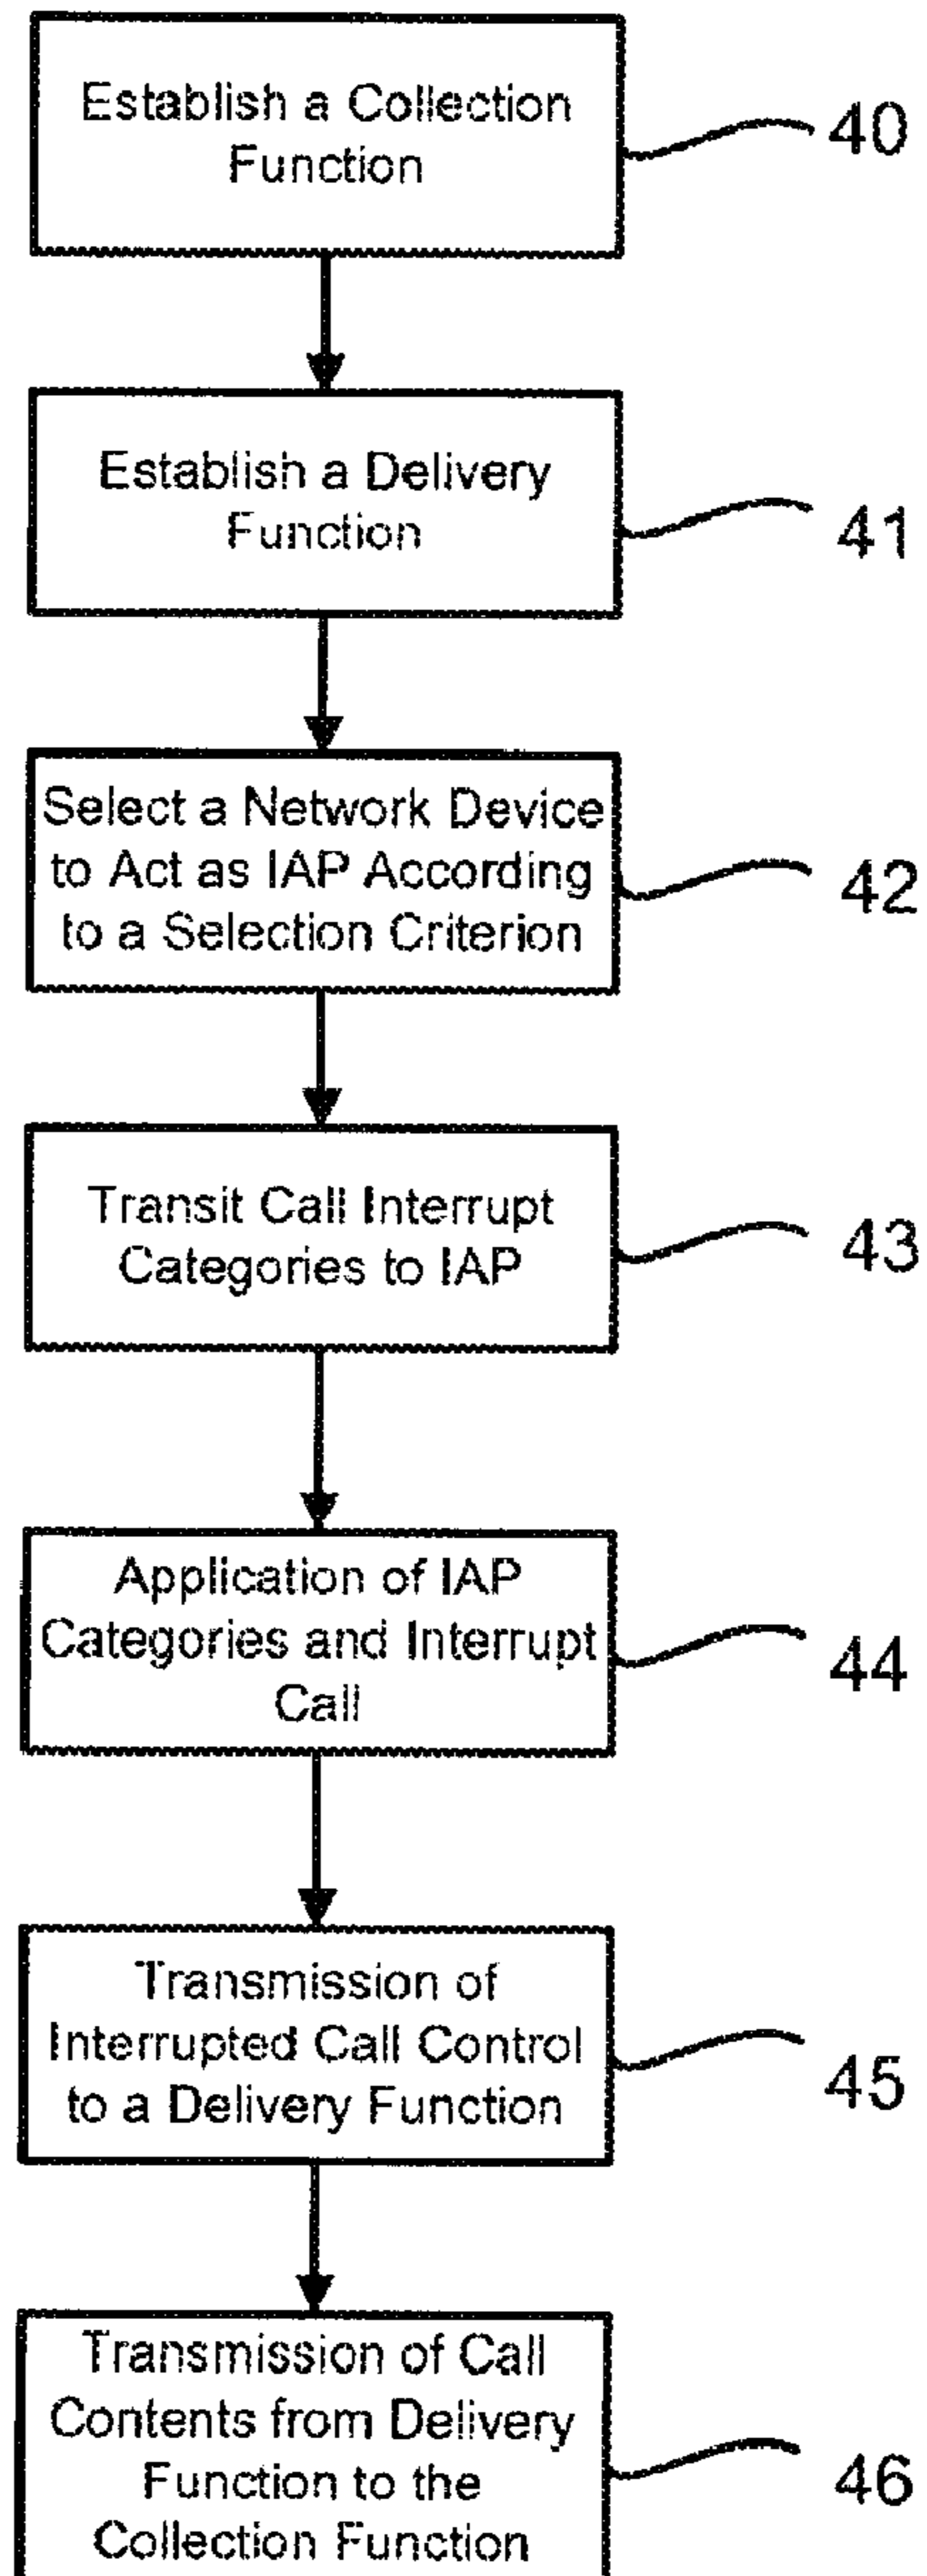 Establish a Collection
Function
40
Establish a Delivery
Function
41
Select a Network Device
to Act as IAP According
to a Selection Criterion
42
Transit Call Interrupt
Categories to IAP
43
Application of IAP
Categories and Interrupt
Call
44
Transmission of
Interrupted Call Control
to a Delivery Function
45
Transmission of Call
Contents from Delivery
Function to the
Collection Function
46